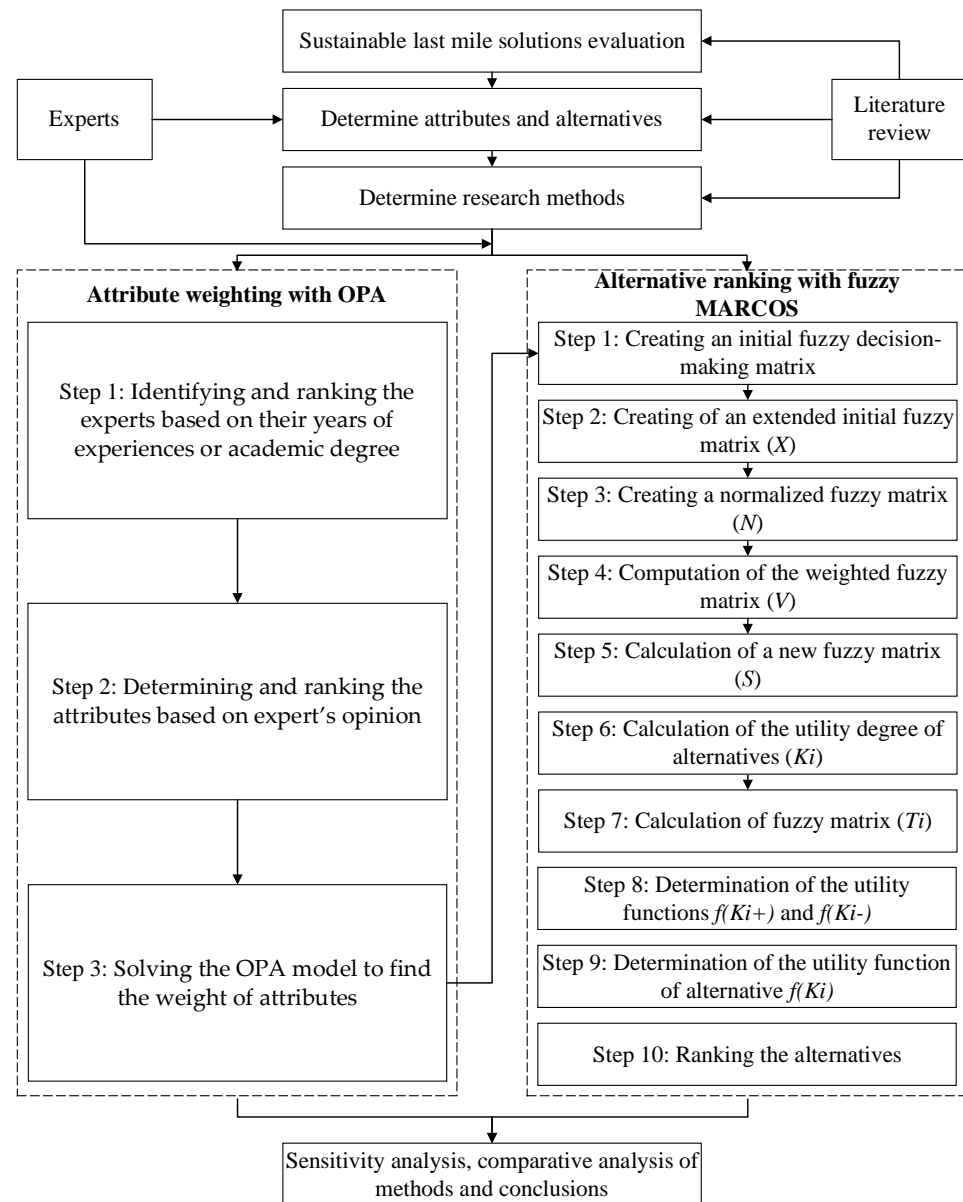 Sustainable last mile solutions evaluation
Experts
Determine attributes and alternatives
Literature
review
Determine research methods
Attribute weighting with OPA
Step 1: Identifying and ranking the
experts based on their years of
experiences or academic degree
Step 2: Determining and ranking the
attributes based on expert’s opinion
Step 3: Solving the OPA model to find
the weight of attributes
Alternative ranking with fuzzy
MARCOS
Step 1: Creating an initial fuzzy decision-
making matrix
Step 2: Creating of an extended initial fuzzy
matrix (X)
Step 3: Creating a normalized fuzzy matrix
(N)
Step 4: Computation of the weighted fuzzy
matrix (V)
Step 5: Calculation of a new fuzzy matrix
(S)
Step 6: Calculation of the utility degree of
alternatives (Ki)
Step 7: Calculation of fuzzy matrix (Ti)
Step 8: Determination of the utility
functions f(Ki+) and f(Ki-)
Step 9: Determination of the utility function
of alternative f(Ki)
Step 10: Ranking the alternatives
Sensitivity analysis, comparative analysis of
methods and conclusions